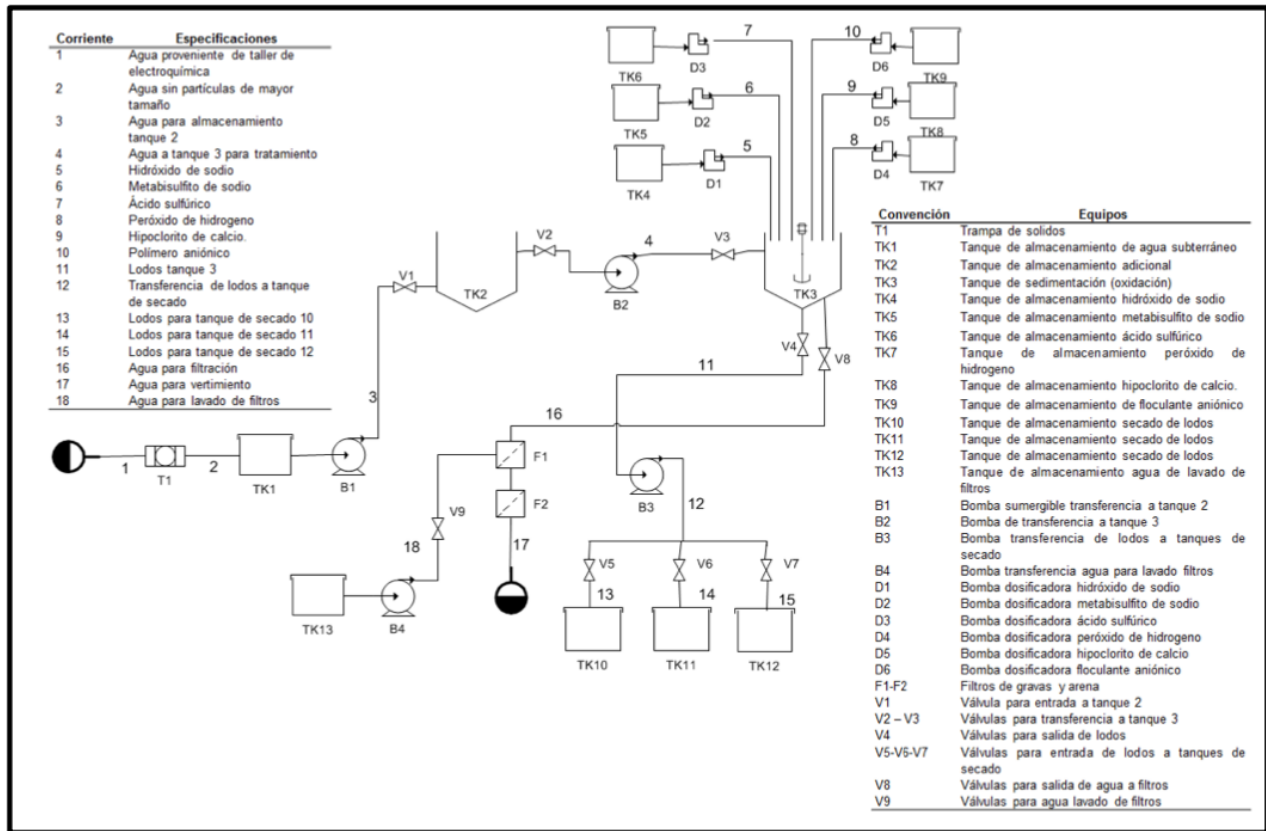 Corriente Especificaciones
1 Agua proveniente de taller de
electroquímica
2 Agua sin partículas de mayor
tamaño
3 Agua para almacenamiento
tanque 2
4 Agua a tanque 3 para tratamiento
5 Hidróxido de sodio
6 Metabisulfito de sodio
7 Ácido sulfúrico
8 Peróxido de hidrogeno
9 Hipoclorito de calcio.
10 Polímero aniónico
11 Lodos tanque 3
12 Transferencia de lodos a tanque
de secado
13 Lodos para tanque de secado 10
14 Lodos para tanque de secado 11
15 Lodos para tanque de secado 12
16 Agua para filtración
17 Agua para vertimiento
18 Agua para lavado de filtros
7
D3
TK6
6
D2
TK5
5
D1
TK4
10
D6
TK9
9
D5
TK8
8
D4
TK7
V1
TK2
V2
4
B2
V3
TK3
V4
V8
11
3
16
1
T1
2
TK1
B1
F1
F2
V9
18
17
TK13
B4
B3
12
V5
V6
V7
13
14
15
TK10
TK11
TK12
Convención Equipos
T1 Trampa de solidos
TK1 Tanque de almacenamiento de agua subterráneo
TK2 Tanque de almacenamiento adicional
TK3 Tanque de sedimentación (oxidación)
TK4 Tanque de almacenamiento hidróxido de sodio
TK5 Tanque de almacenamiento metabisulfito de sodio
TK6 Tanque de almacenamiento ácido sulfúrico
TK7 Tanque de almacenamiento peróxido de
hidrogeno
TK8 Tanque de almacenamiento hipoclorito de calcio.
TK9 Tanque de almacenamiento de floculante aniónico
TK10 Tanque de almacenamiento secado de lodos
TK11 Tanque de almacenamiento secado de lodos
TK12 Tanque de almacenamiento secado de lodos
TK13 Tanque de almacenamiento agua de lavado de
filtros
B1 Bomba sumergible transferencia a tanque 2
B2 Bomba de transferencia a tanque 3
B3 Bomba transferencia de lodos a tanques de
secado
B4 Bomba transferencia agua para lavado filtros
D1 Bomba dosificadora hidróxido de sodio
D2 Bomba dosificadora metabisulfito de sodio
D3 Bomba dosificadora ácido sulfúrico
D4 Bomba dosificadora peróxido de hidrogeno
D5 Bomba dosificadora hipoclorito de calcio
D6 Bomba dosificadora floculante aniónico
F1-F2 Filtros de gravas y arena
V1 Válvula para entrada a tanque 2
V2 – V3 Válvulas para transferencia a tanque 3
V4 Válvulas para salida de lodos
V5-V6-V7 Válvulas para entrada de lodos a tanques de
secado
V8 Válvulas para salida de agua a filtros
V9 Válvulas para agua lavado de filtros